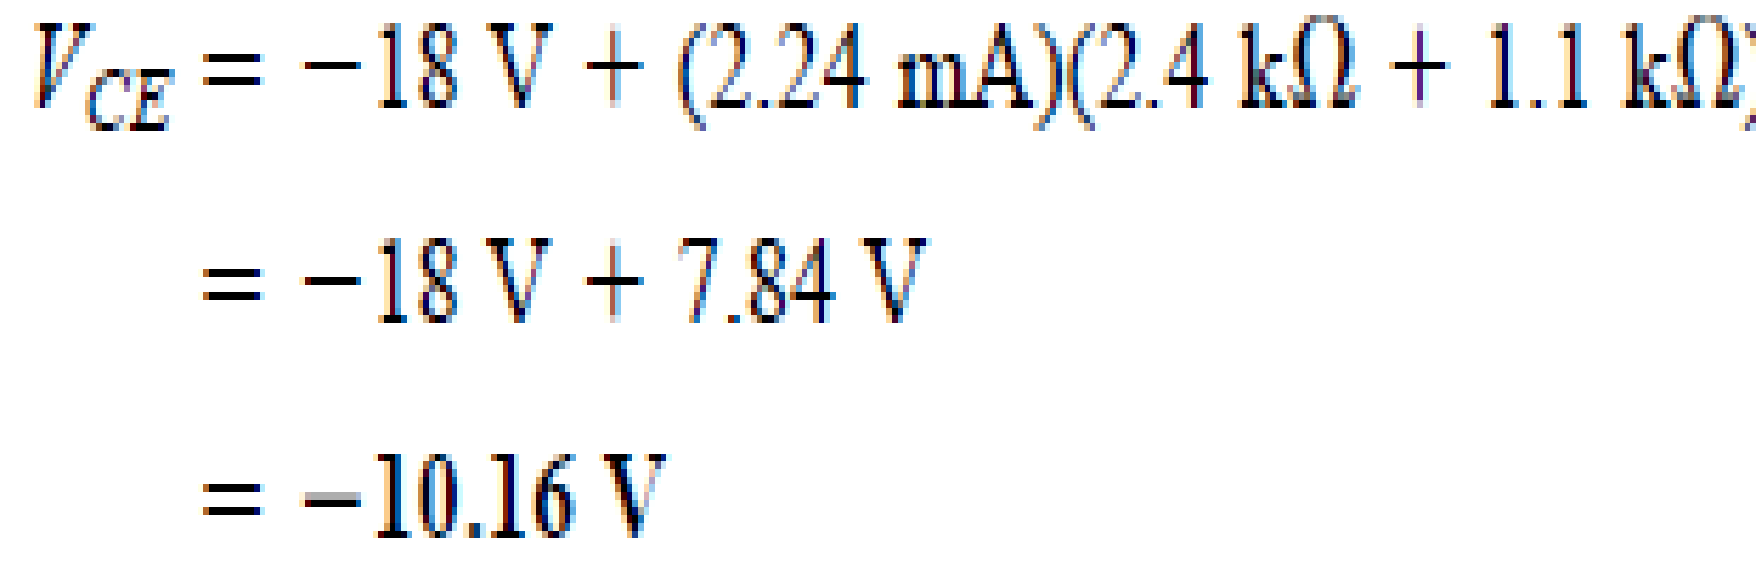 V_CE = −18 V + (2.24 mA)(2.4 kΩ + 1.1 kΩ)
= −18 V + 7.84 V
= −10.16 V